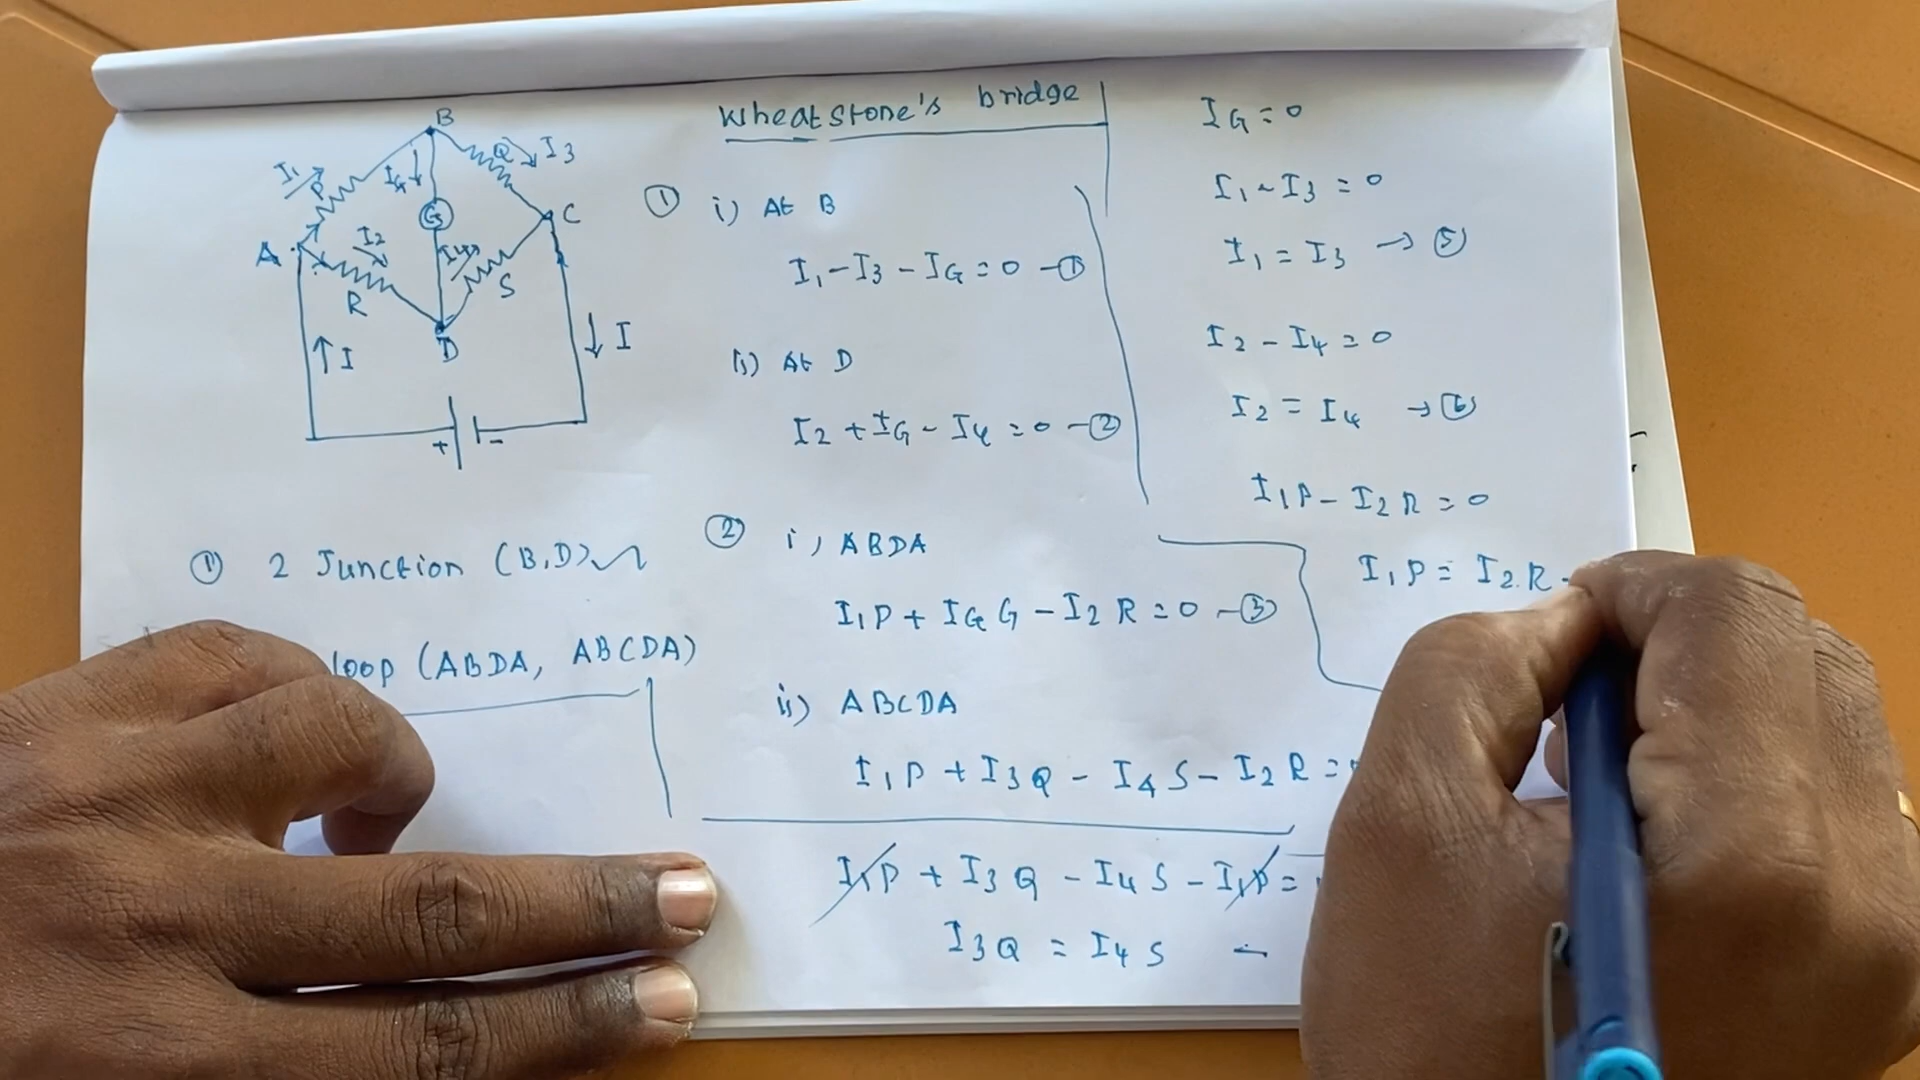 Wheatstone's bridge
B
I1
P
IG
Q
I3
G
A
I2
R
I4
S
C
D
↑ I
↓ I
+ -
① 2 Junction (B,D)
loop (ABDA, ABCDA)
① i) At B
I1 - I3 - IG = 0 - ①
ii) At D
I2 + IG - I4 = 0 - ②
② i) ABDA
I1P + IG G - I2 R = 0 - ③
ii) ABCDA
I1P + I3Q - I4S - I2R =
I1P + I3Q - I4S - I1P =
I3Q = I4S -
IG = 0
I1 - I3 = 0
I1 = I3 → ⑤
I2 - I4 = 0
I2 = I4 → ⑥
I1P - I2R = 0
I1P = I2R -